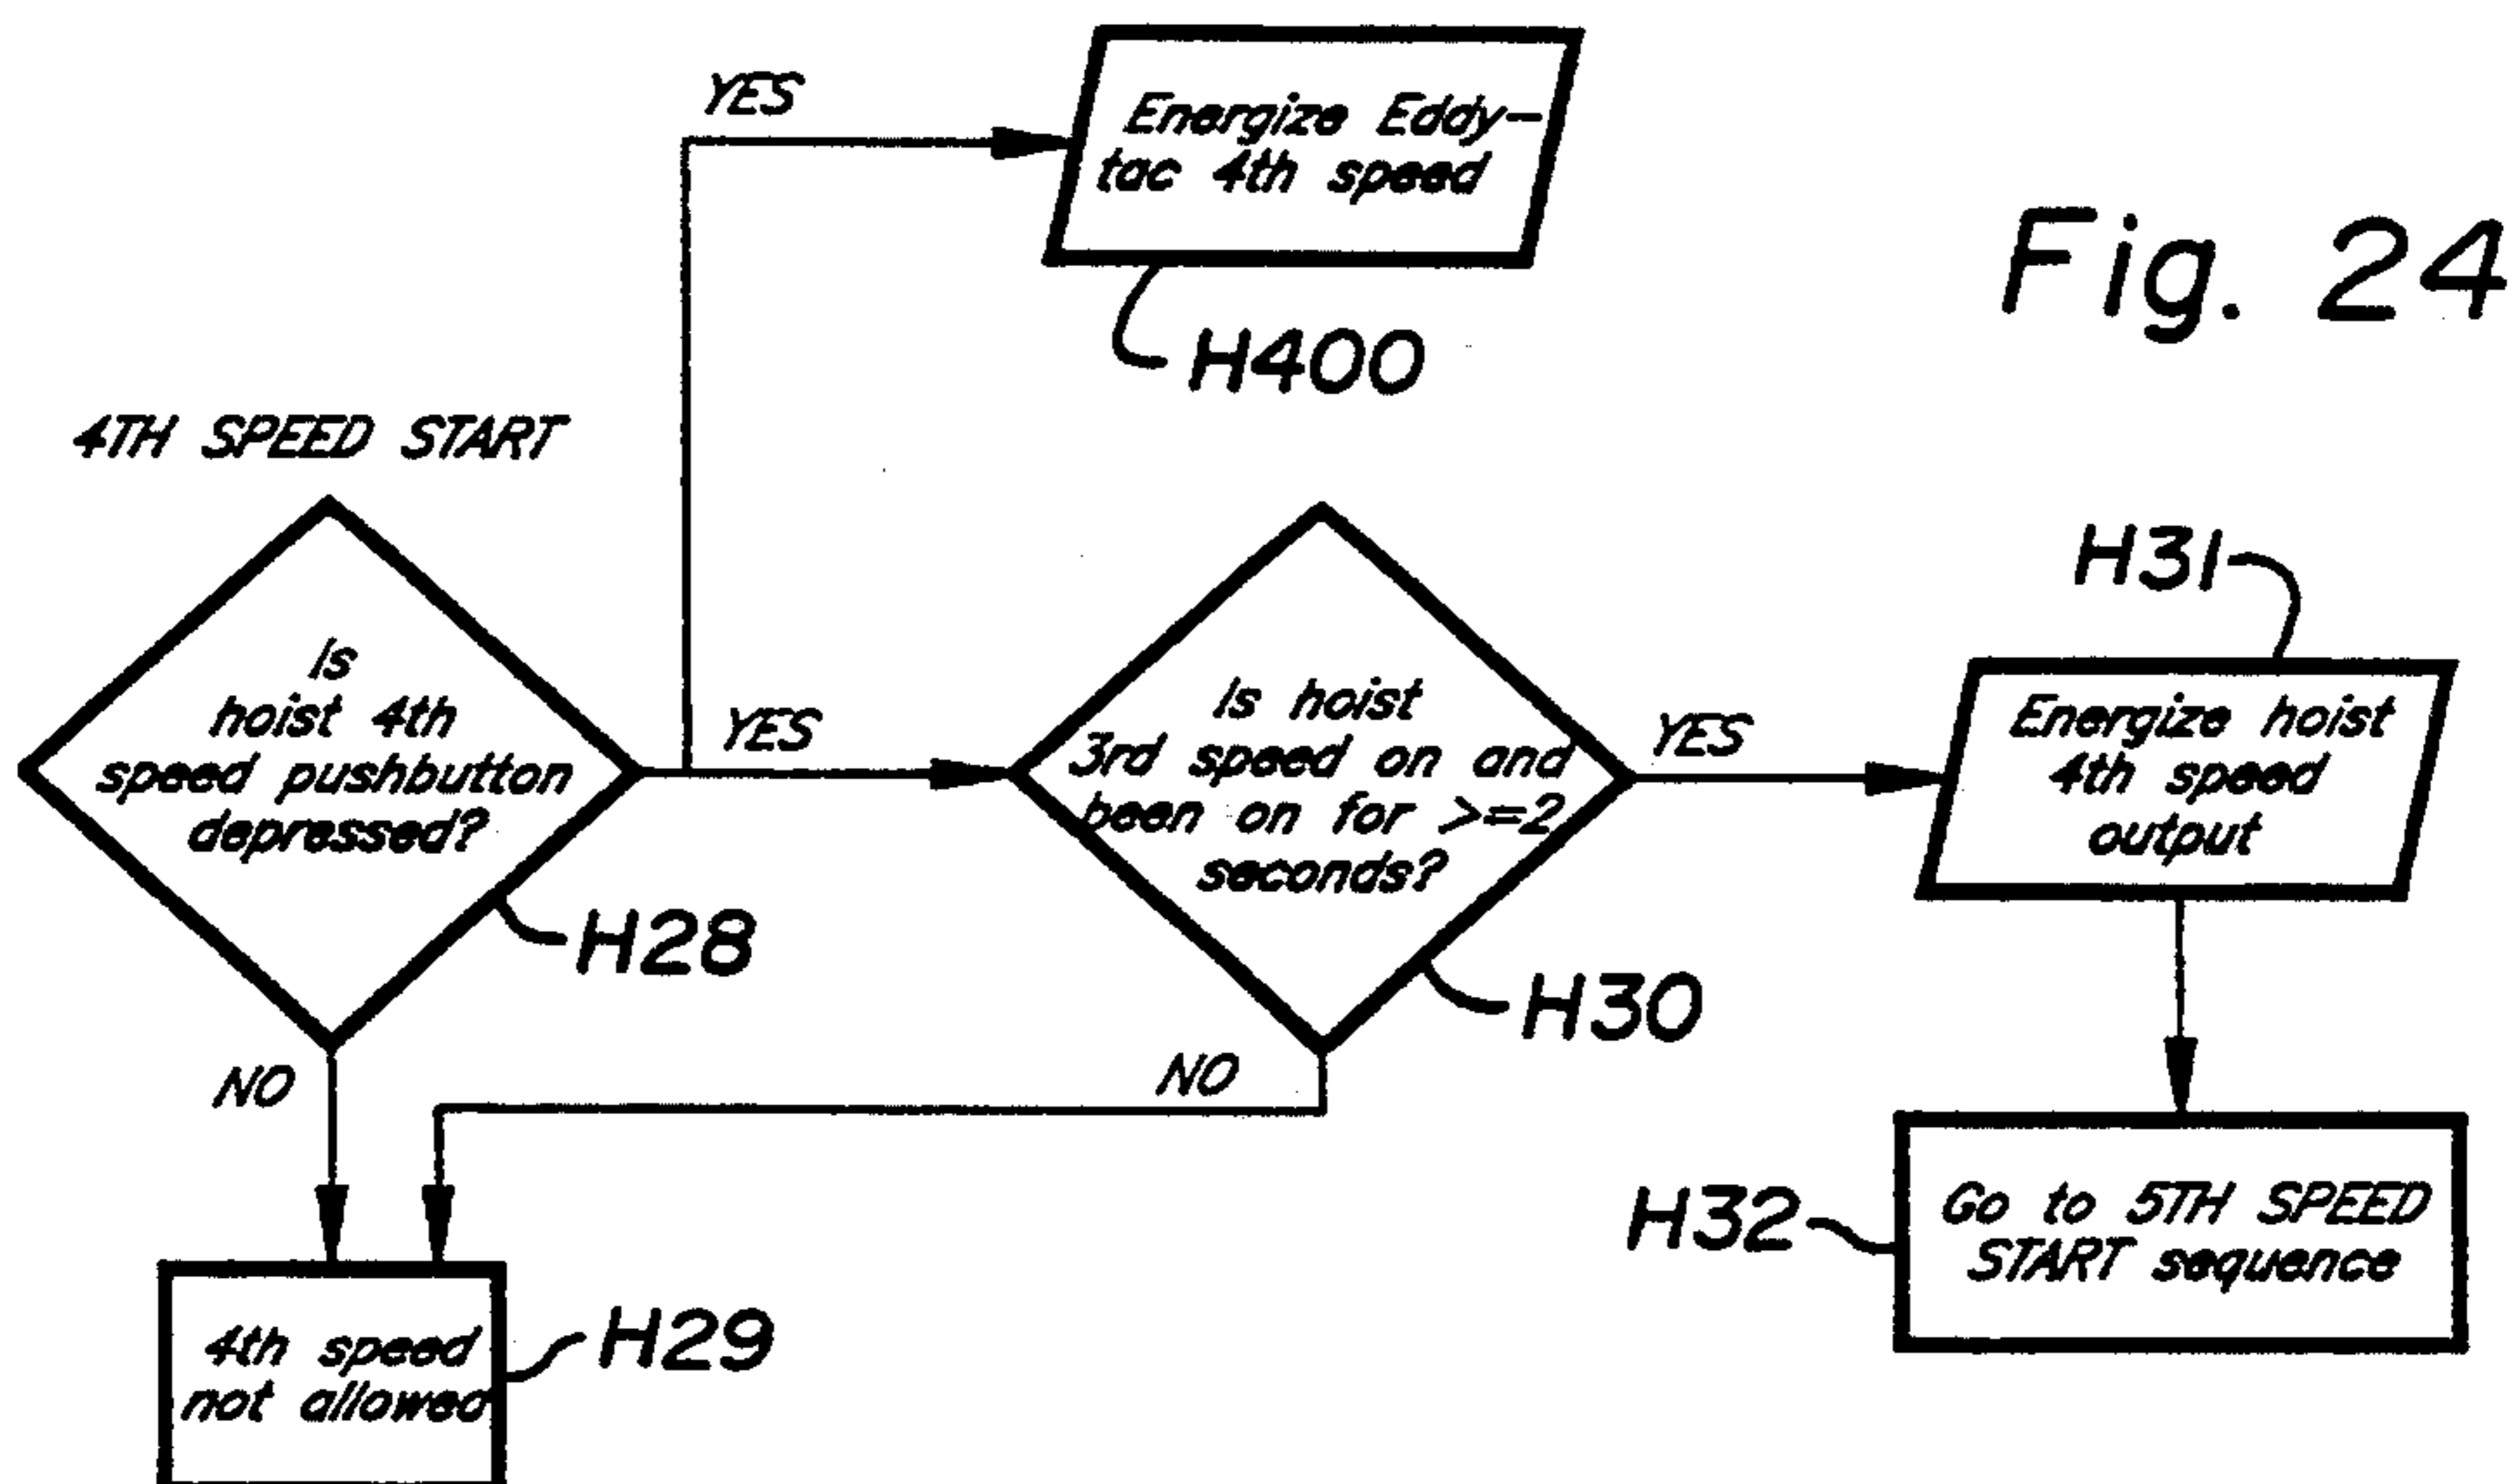 YES
Energize Eddy-
tac 4th speed
Fig. 24
H400
4TH SPEED START
Is
hoist 4th
speed pushbutton
depressed?
H28
YES
Is hoist
3rd speed on and
been on for >=2
seconds?
H30
YES
H31
Energize hoist
4th speed
output
NO
NO
H32
Go to 5TH SPEED
START sequence
4th speed
not allowed
H29